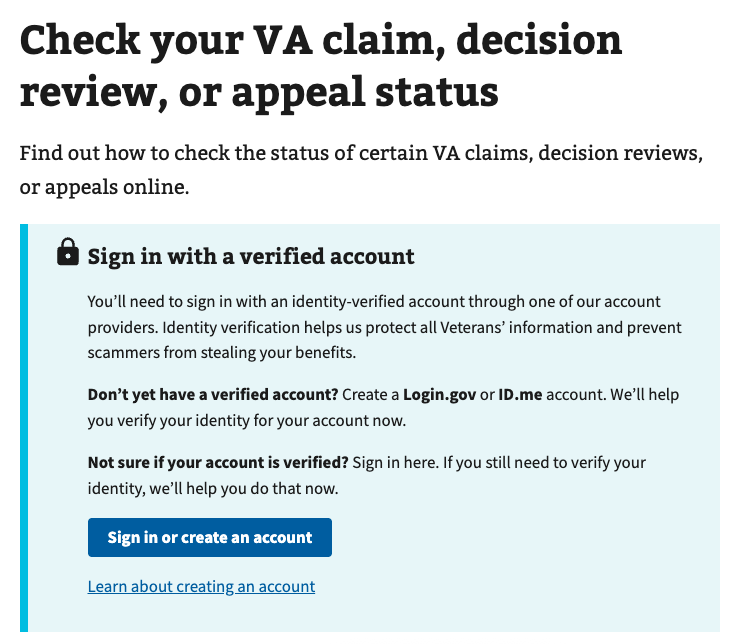 Check your VA claim, decision
review, or appeal status
Find out how to check the status of certain VA claims, decision reviews,
or appeals online.
Sign in with a verified account
You’ll need to sign in with an identity-verified account through one of our account
providers. Identity verification helps us protect all Veterans’ information and prevent
scammers from stealing your benefits.
Don’t yet have a verified account? Create a Login.gov or ID.me account. We’ll help
you verify your identity for your account now.
Not sure if your account is verified? Sign in here. If you still need to verify your
identity, we’ll help you do that now.
Sign in or create an account
Learn about creating an account